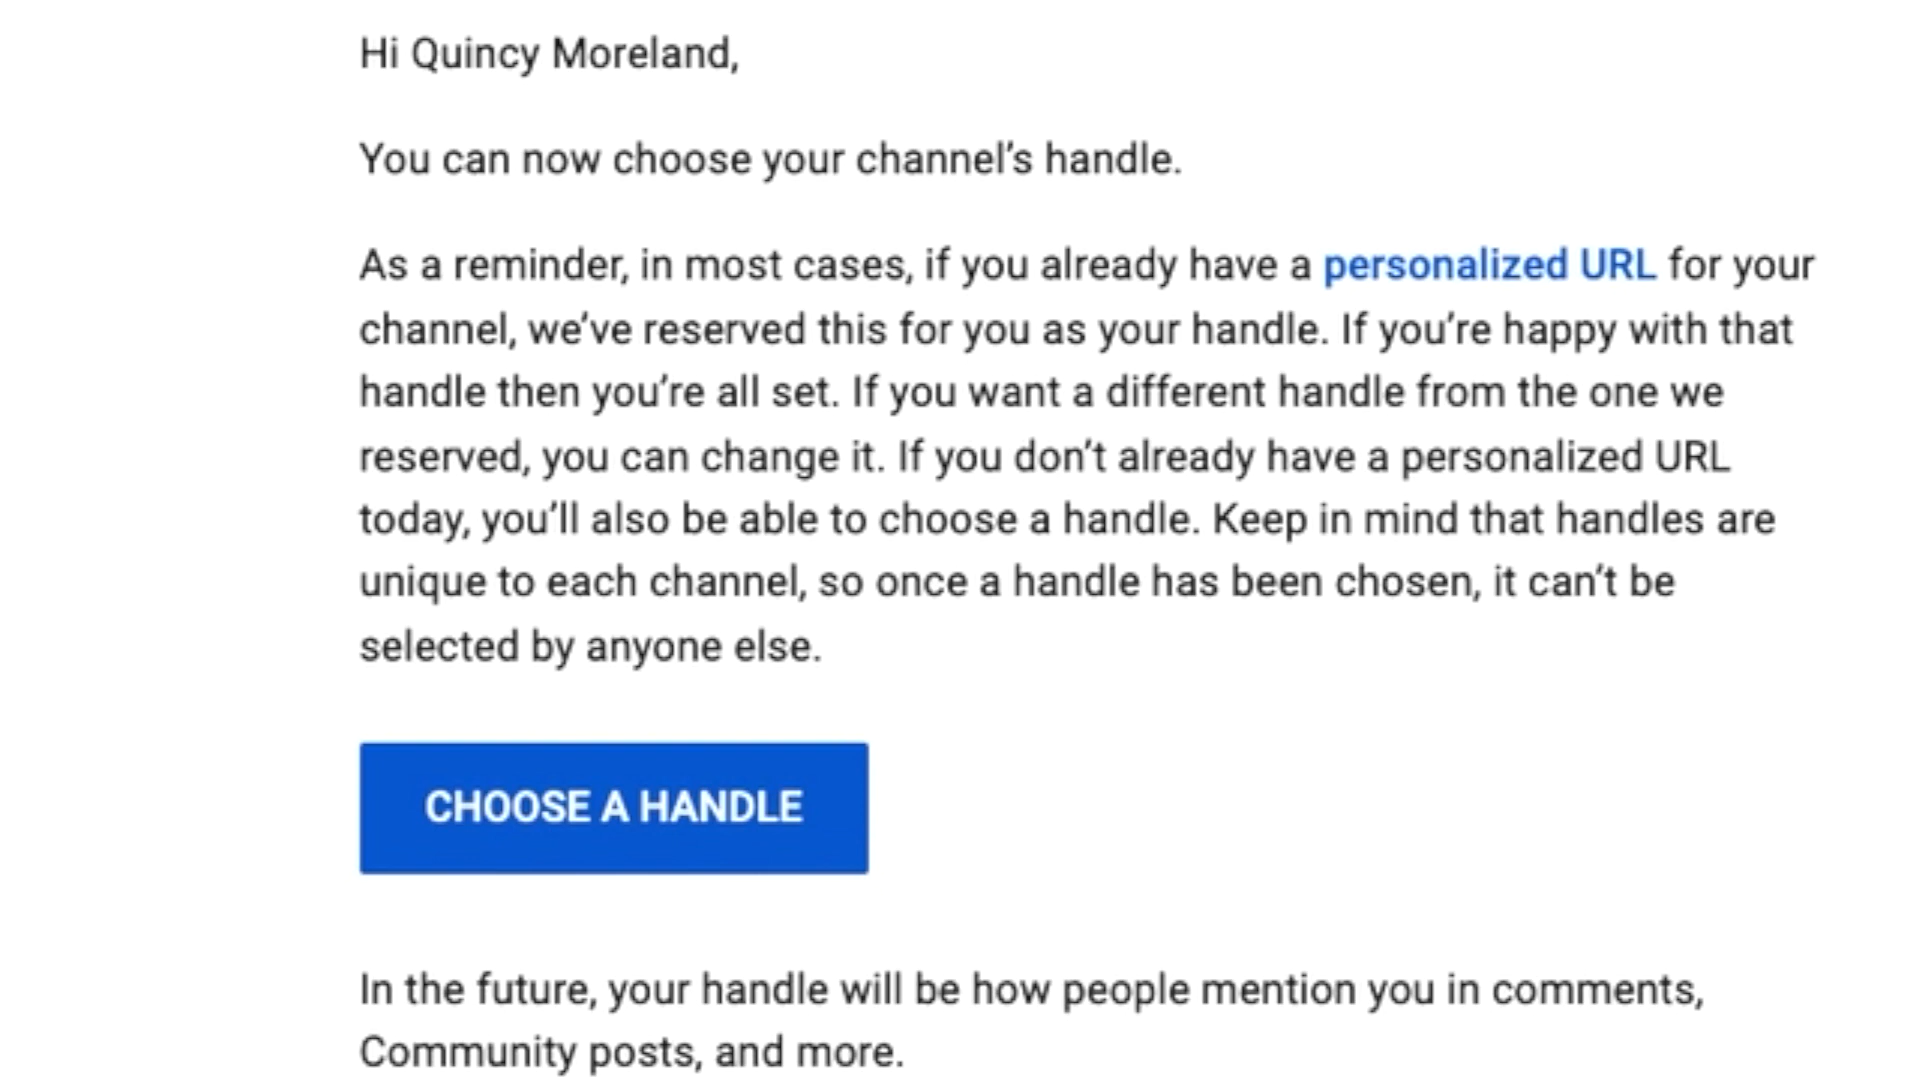 Hi Quincy Moreland,
You can now choose your channel’s handle.
As a reminder, in most cases, if you already have a personalized URL for your
channel, we’ve reserved this for you as your handle. If you’re happy with that
handle then you’re all set. If you want a different handle from the one we
reserved, you can change it. If you don’t already have a personalized URL
today, you’ll also be able to choose a handle. Keep in mind that handles are
unique to each channel, so once a handle has been chosen, it can’t be
selected by anyone else.
CHOOSE A HANDLE
In the future, your handle will be how people mention you in comments,
Community posts, and more.